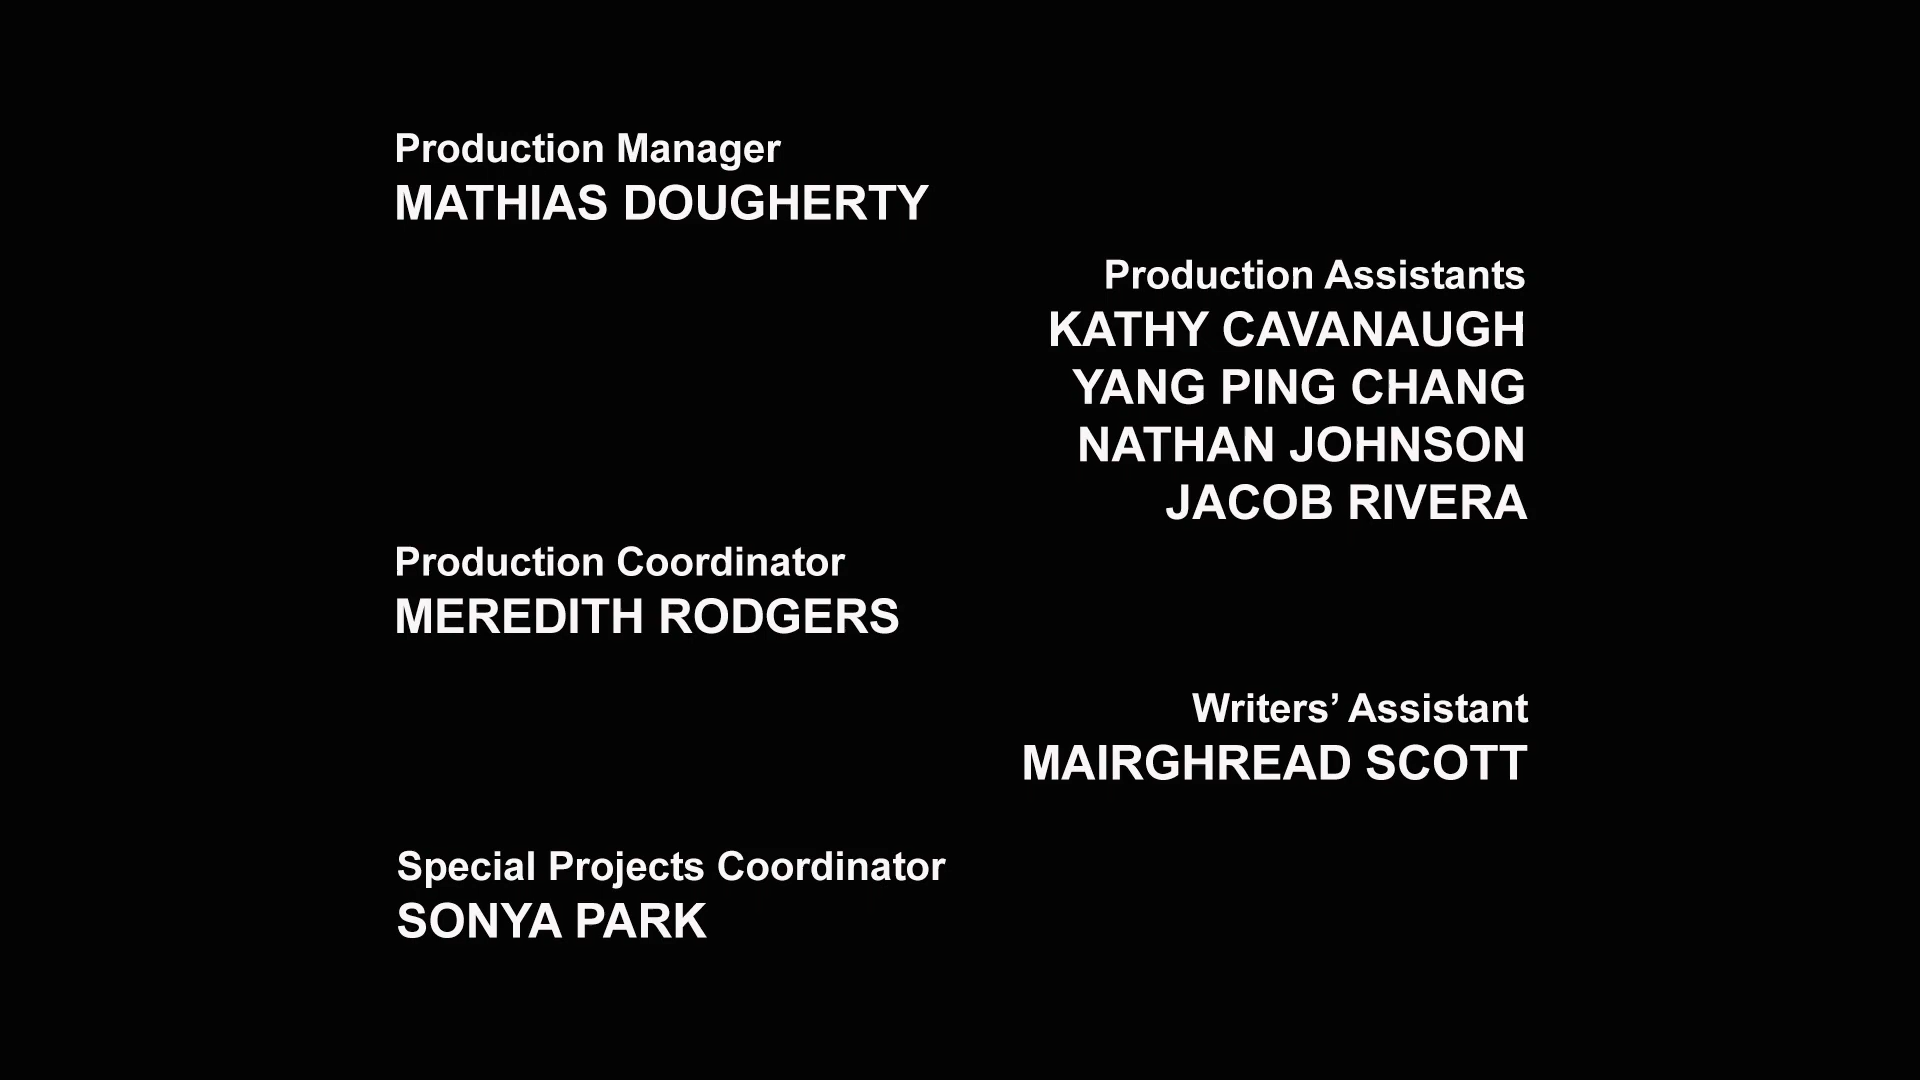 Production Manager
MATHIAS DOUGHERTY
Production Assistants
KATHY CAVANAUGH
YANG PING CHANG
NATHAN JOHNSON
JACOB RIVERA
Production Coordinator
MEREDITH RODGERS
Writers’ Assistant
MAIRGHREAD SCOTT
Special Projects Coordinator
SONYA PARK